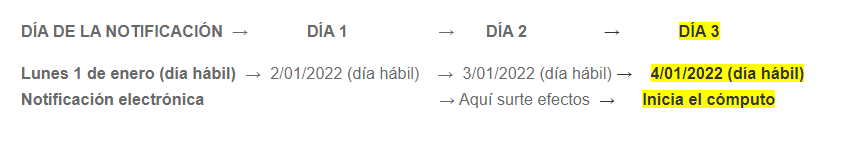 DÍA DE LA NOTIFICACIÓN → DÍA 1 → DÍA 2 → DÍA 3
Lunes 1 de enero (día hábil) → 2/01/2022 (día hábil) → 3/01/2022 (día hábil) → 4/01/2022 (día hábil)
Notificación electrónica → Aquí surte efectos → Inicia el cómputo